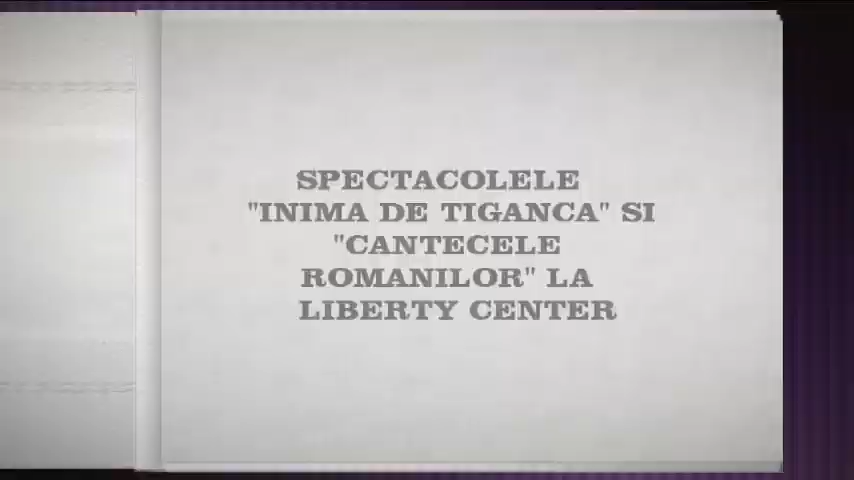 SPECTACOLELE
"INIMA DE TIGANCA" SI
"CANTECELE
ROMANILOR" LA
LIBERTY CENTER